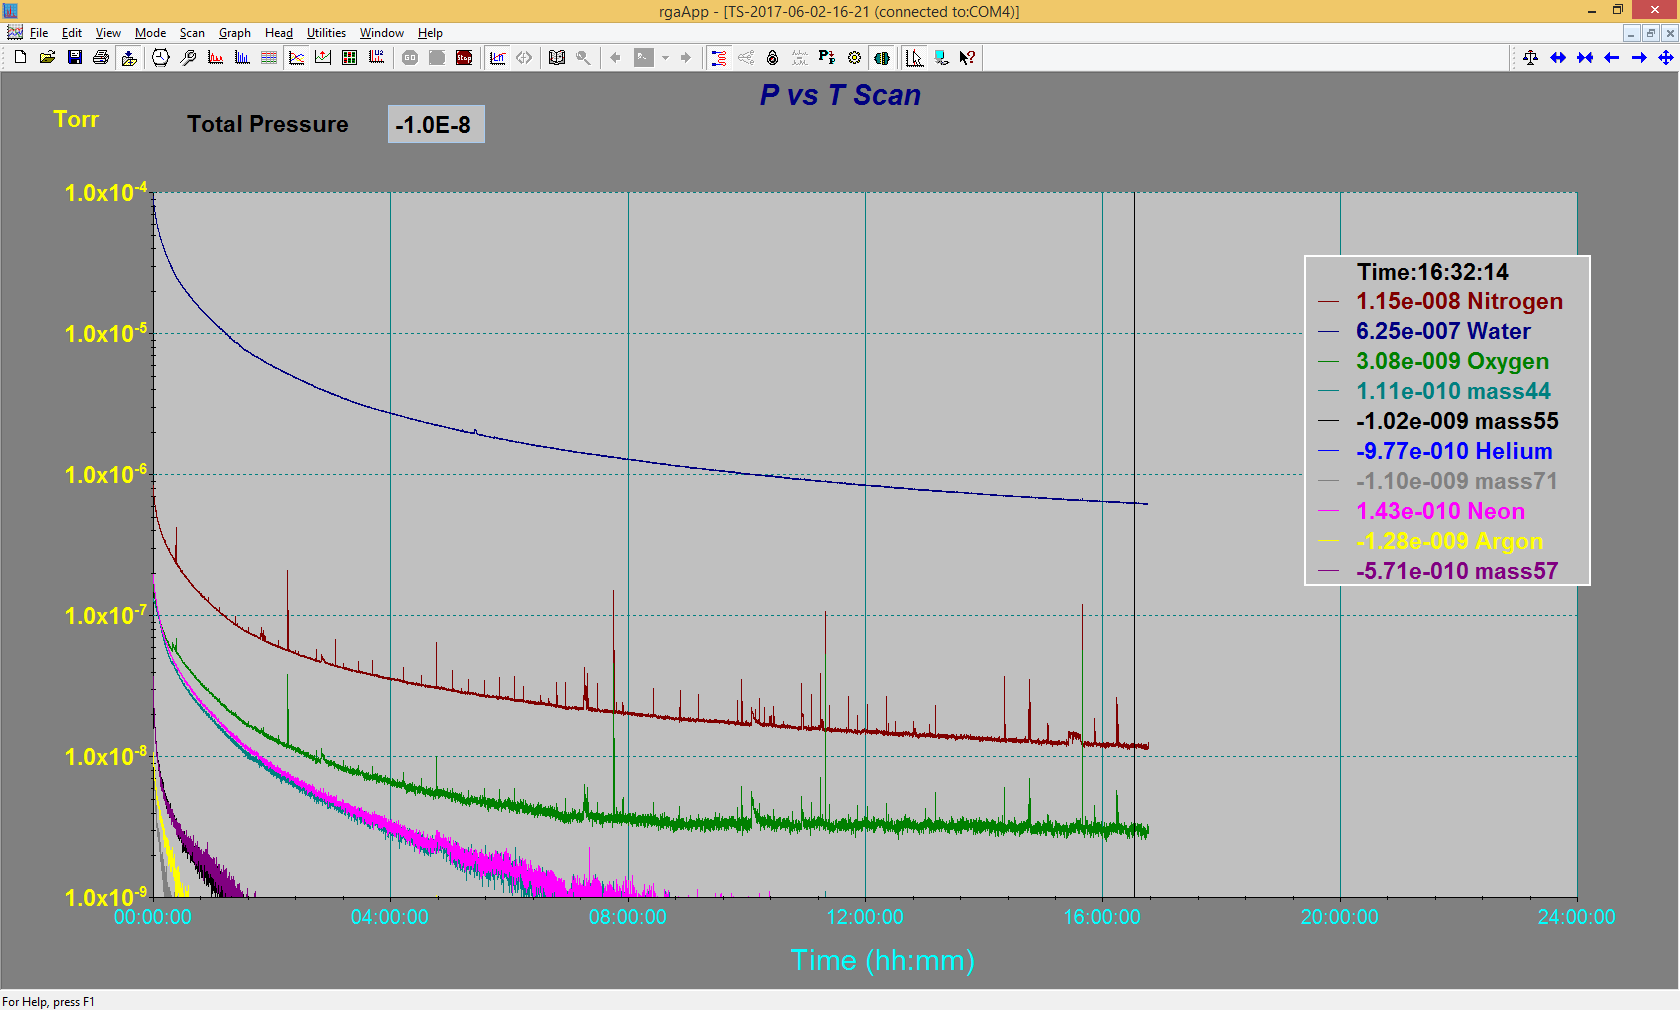 rgaApp - [TS-2017-06-02-16-21 (connected to:COM4)]
File Edit View Mode Scan Graph Head Utilities Window Help
GO Stop
P vs T Scan
Torr
Total Pressure -1.0E-8
1.0x10-4
1.0x10-5
1.0x10-6
1.0x10-7
1.0x10-8
1.0x10-9
Time:16:32:14
1.15e-008 Nitrogen
6.25e-007 Water
3.08e-009 Oxygen
1.11e-010 mass44
-1.02e-009 mass55
-9.77e-010 Helium
-1.10e-009 mass71
1.43e-010 Neon
-1.28e-009 Argon
-5.71e-010 mass57
00:00:00 04:00:00 08:00:00 12:00:00 16:00:00 20:00:00 24:00:00
Time (hh:mm)
For Help, press F1